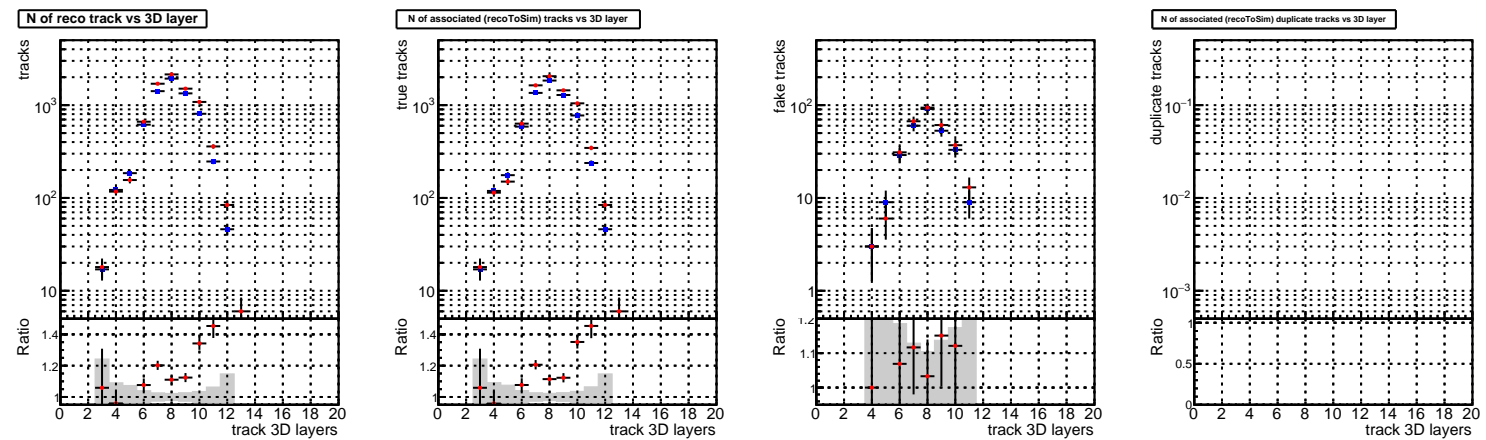 N of reco track vs 3D layer
tracks
10³
10²
10
Ratio
1.4
1.2
1
0 2 4 6 8 10 12 14 16 18 20
track 3D layers
N of associated (recoToSim) tracks vs 3D layer
true tracks
10³
10²
10
Ratio
1.4
1.2
1
0 2 4 6 8 10 12 14 16 18 20
track 3D layers
fake tracks
10²
10
1
Ratio
1.2
1.1
1
0 2 4 6 8 10 12 14 16 18 20
track 3D layers
N of associated (recoToSim) duplicate tracks vs 3D layer
duplicate tracks
10⁻¹
10⁻²
10⁻³
Ratio
1
0.5
0
0 2 4 6 8 10 12 14 16 18 20
track 3D layers